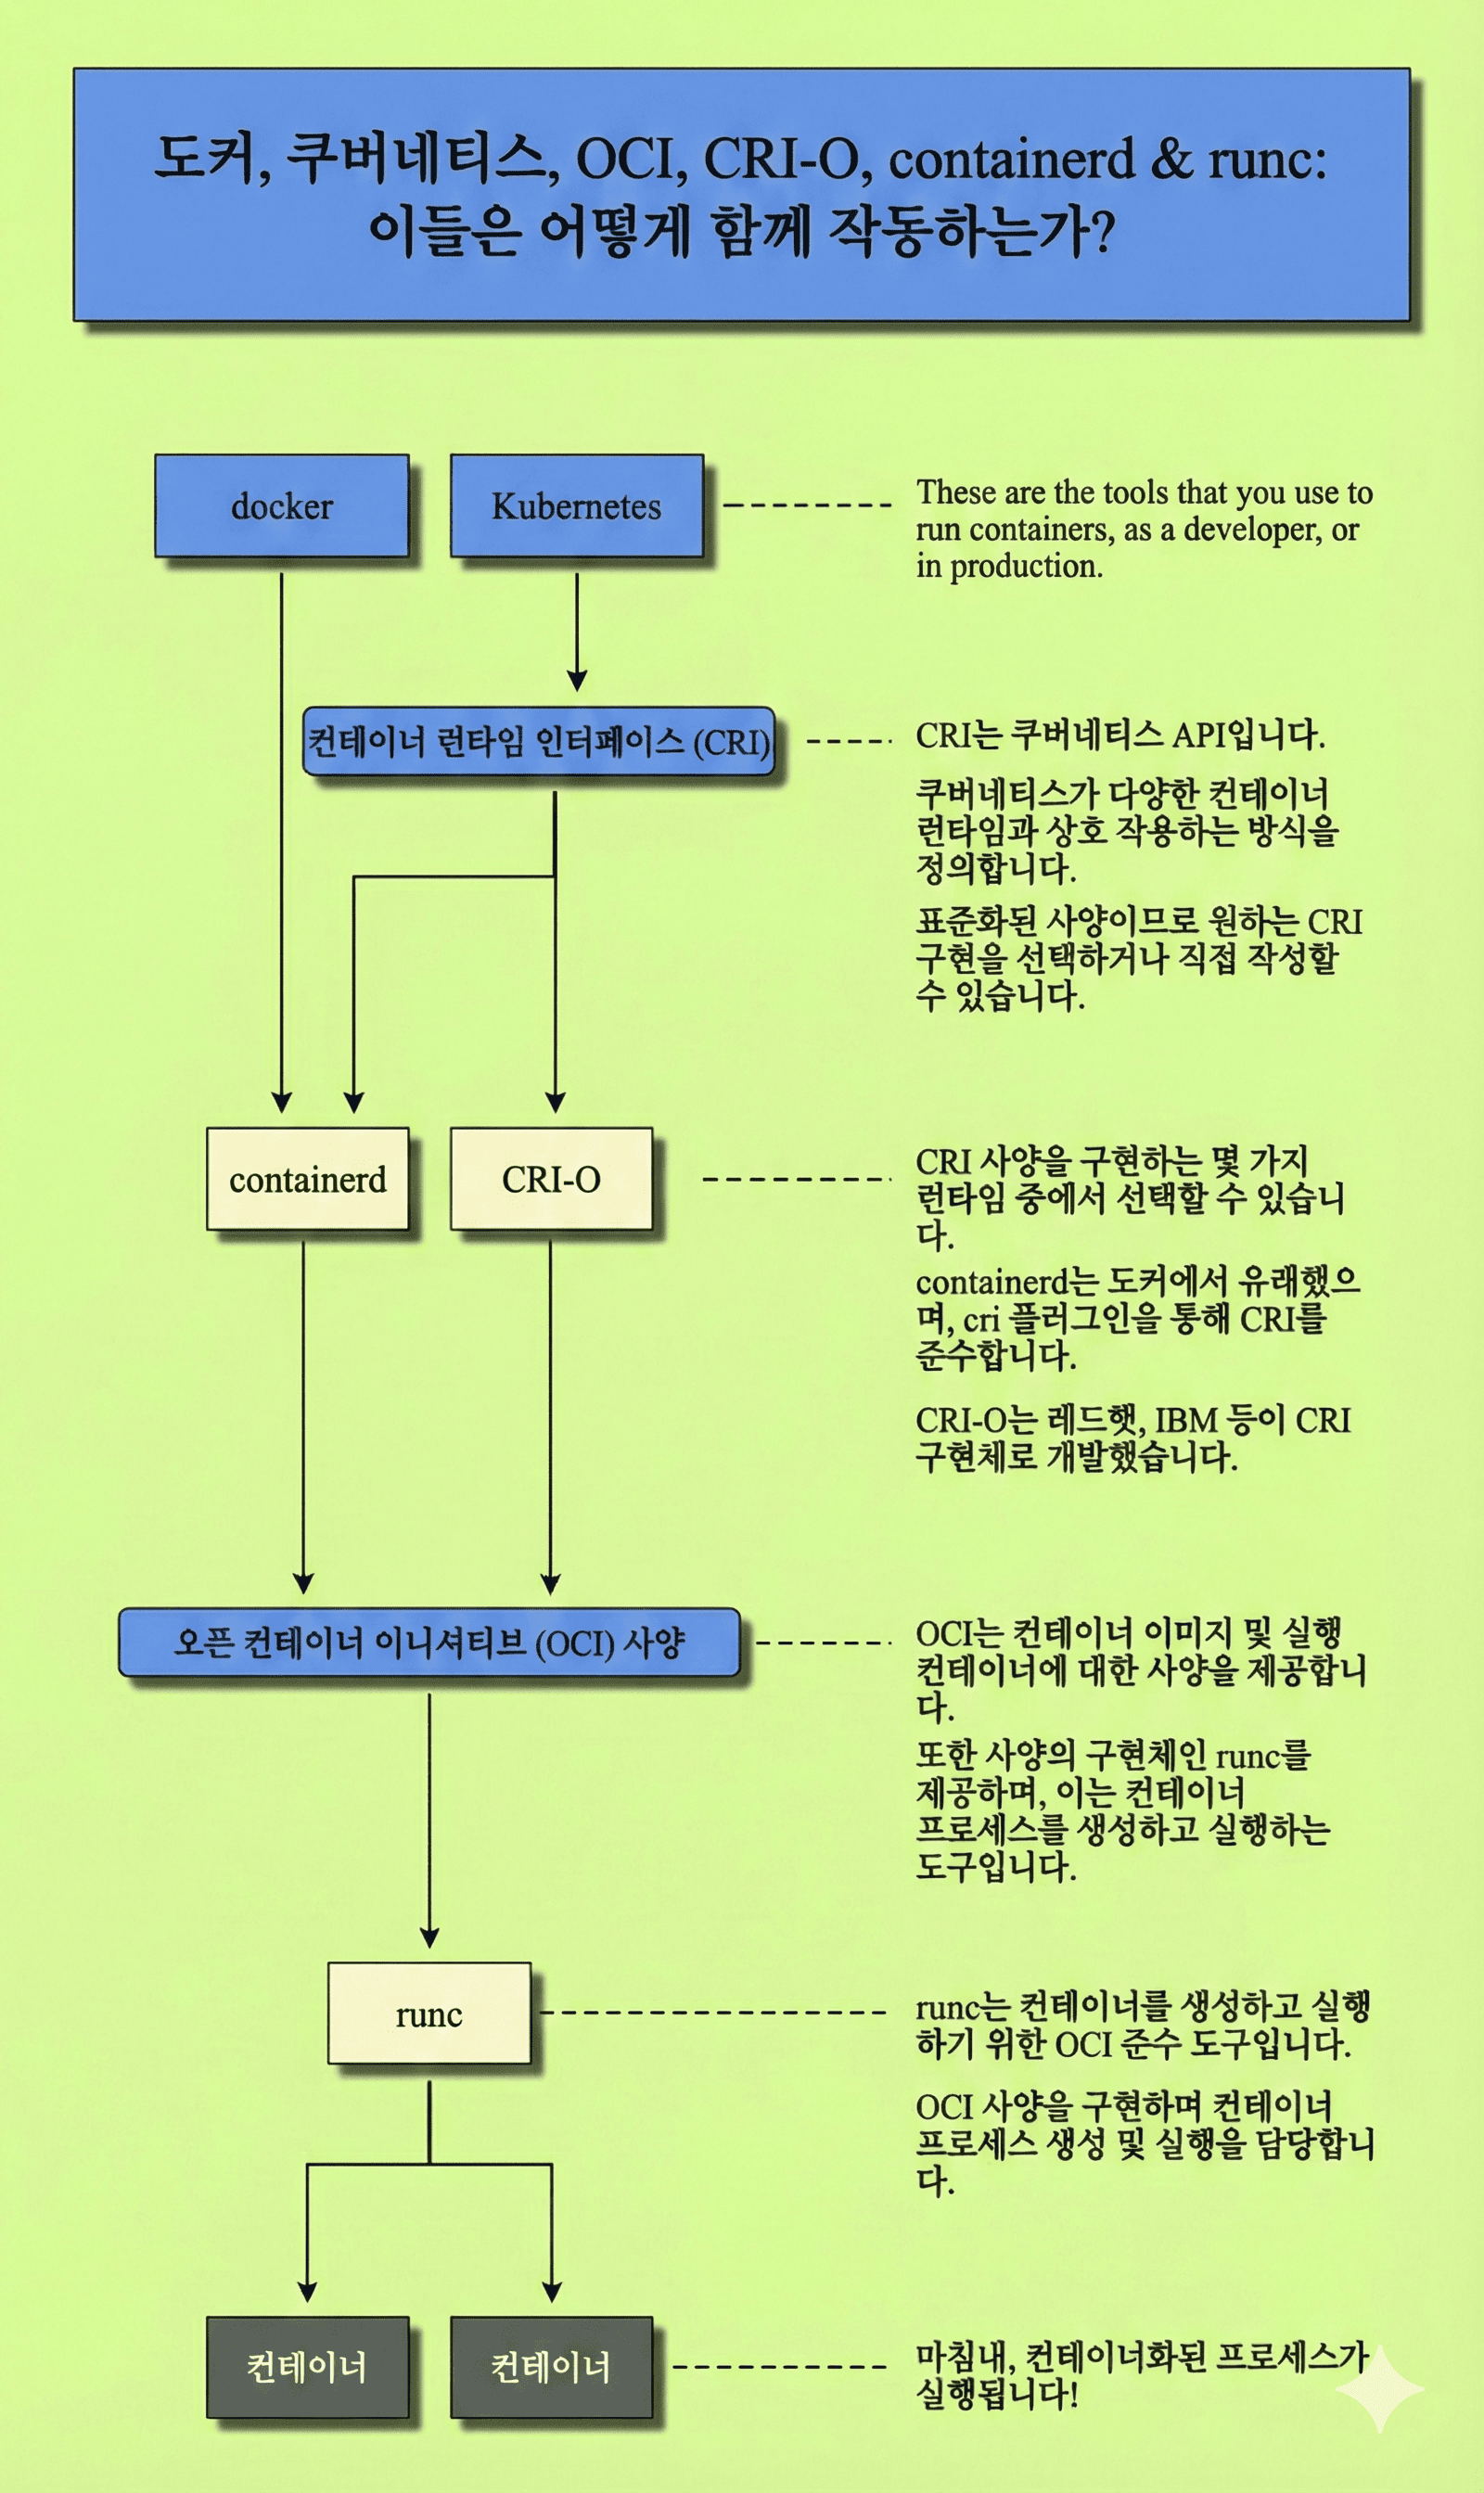 도커, 쿠버네티스, OCI, CRI-O, containerd & runc:
이들은 어떻게 함께 작동하는가?
docker
Kubernetes
These are the tools that you use to
run containers, as a developer, or
in production.
컨테이너 런타임 인터페이스 (CRI)
CRI는 쿠버네티스 API입니다.
쿠버네티스가 다양한 컨테이너
런타임과 상호 작용하는 방식을
정의합니다.
표준화된 사양이므로 원하는 CRI
구현을 선택하거나 직접 작성할
수 있습니다.
containerd
CRI-O
CRI 사양을 구현하는 몇 가지
런타임 중에서 선택할 수 있습니
다.
containerd는 도커에서 유래했으
며, cri 플러그인을 통해 CRI를
준수합니다.
CRI-O는 레드햇, IBM 등이 CRI
구현체로 개발했습니다.
오픈 컨테이너 이니셔티브 (OCI) 사양
OCI는 컨테이너 이미지 및 실행
컨테이너에 대한 사양을 제공합니
다.
또한 사양의 구현체인 runc를
제공하며, 이는 컨테이너
프로세스를 생성하고 실행하는
도구입니다.
runc
runc는 컨테이너를 생성하고 실행
하기 위한 OCI 준수 도구입니다.
OCI 사양을 구현하며 컨테이너
프로세스 생성 및 실행을 담당합니
다.
컨테이너
컨테이너
마침내, 컨테이너화된 프로세스가
실행됩니다!